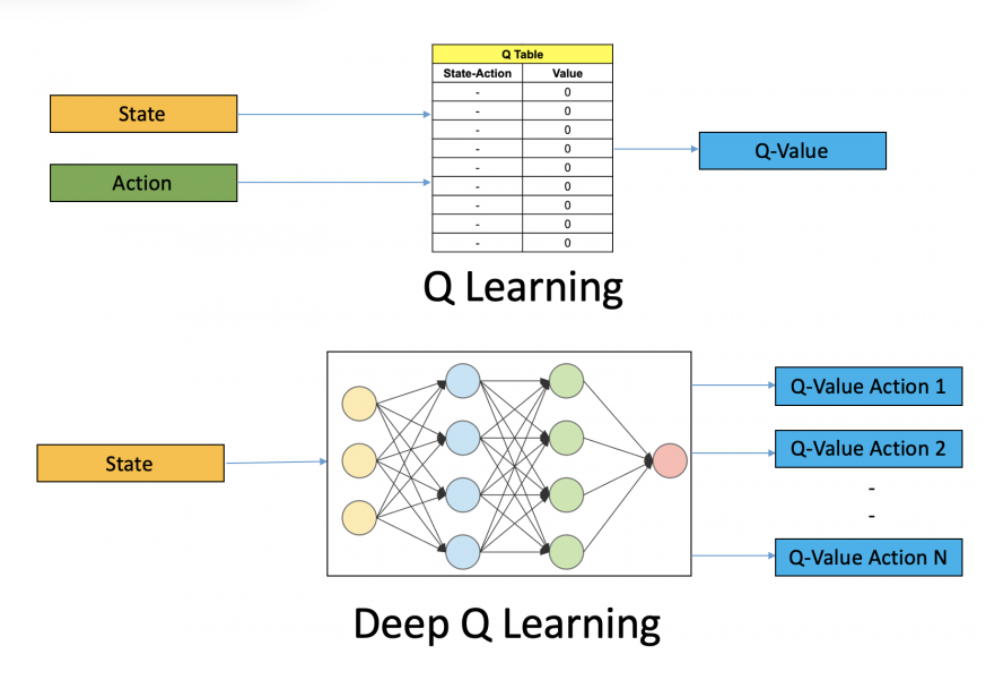 Q Table
State-Action Value
- 0
- 0
- 0
- 0
- 0
- 0
- 0
- 0
- 0
State
Action
Q-Value
Q Learning
State
Q-Value Action 1
Q-Value Action 2
-
-
Q-Value Action N
Deep Q Learning